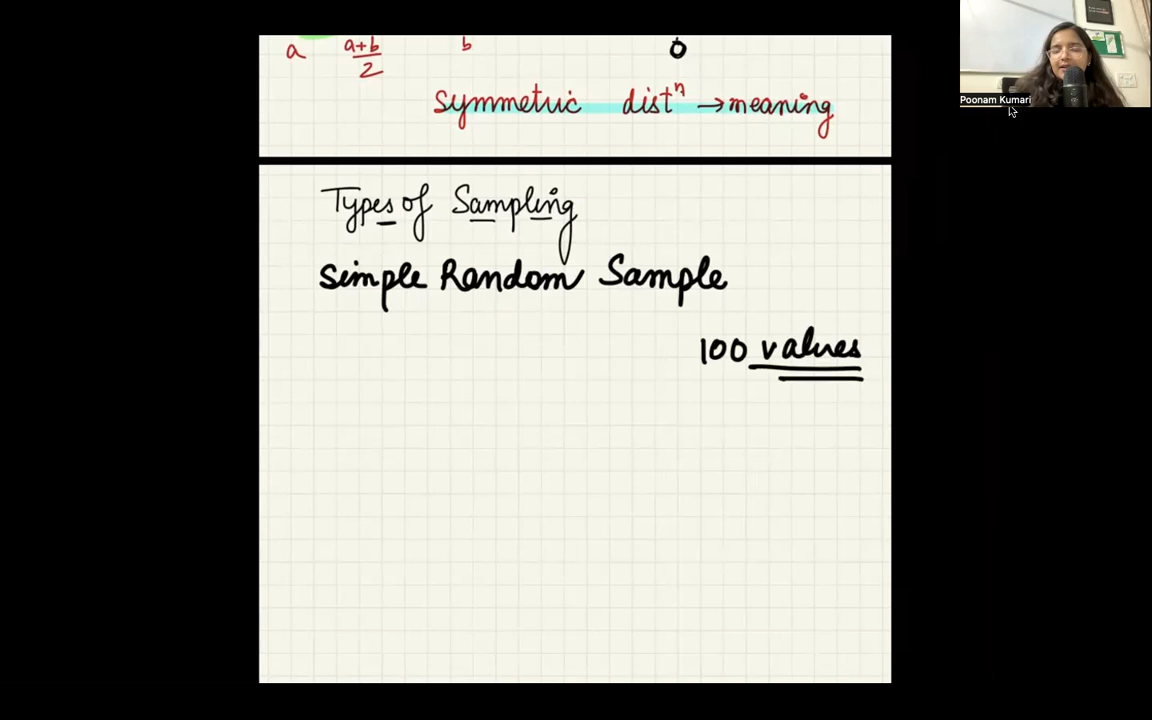 a a+b/2 b 0
symmetric distⁿ →meaning
Types of Sampling
Simple Random Sample
100 values
Poonam Kumari